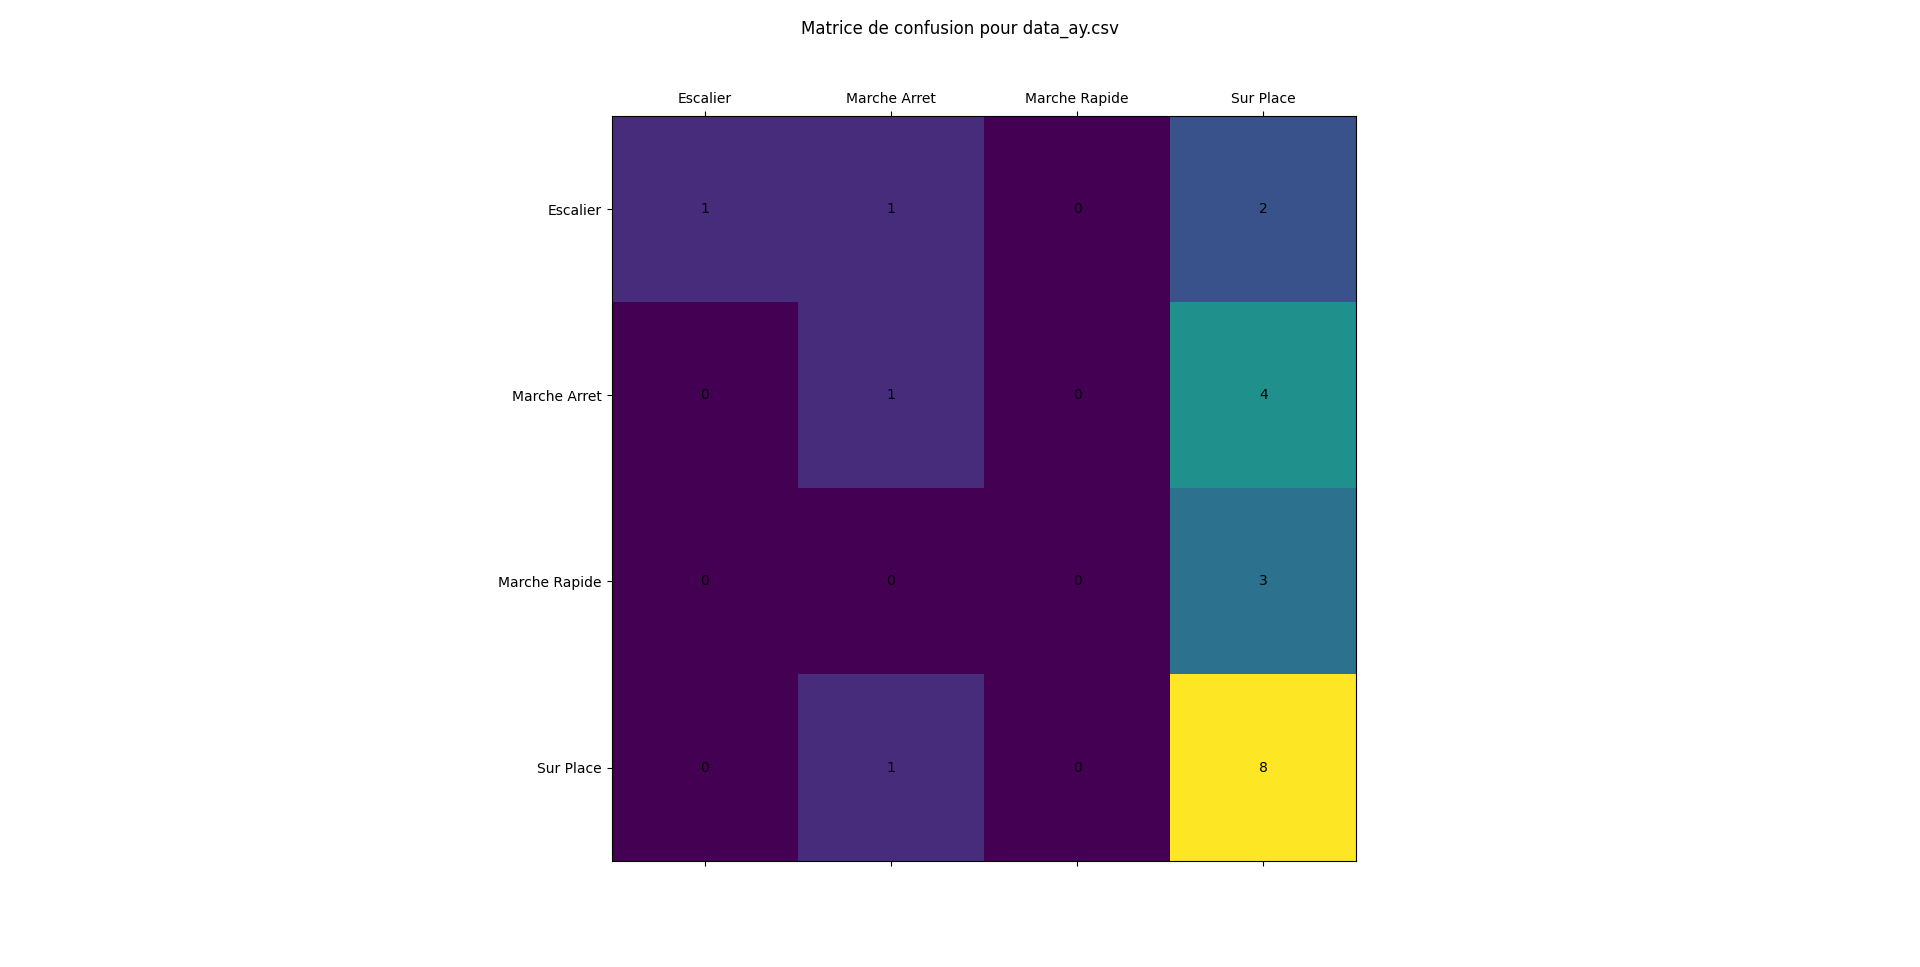 Matrice de confusion pour data_ay.csv
Escalier Marche Arret Marche Rapide Sur Place
Escalier 1 1 0 2
Marche Arret 0 1 0 4
Marche Rapide 0 0 0 3
Sur Place 0 1 0 8